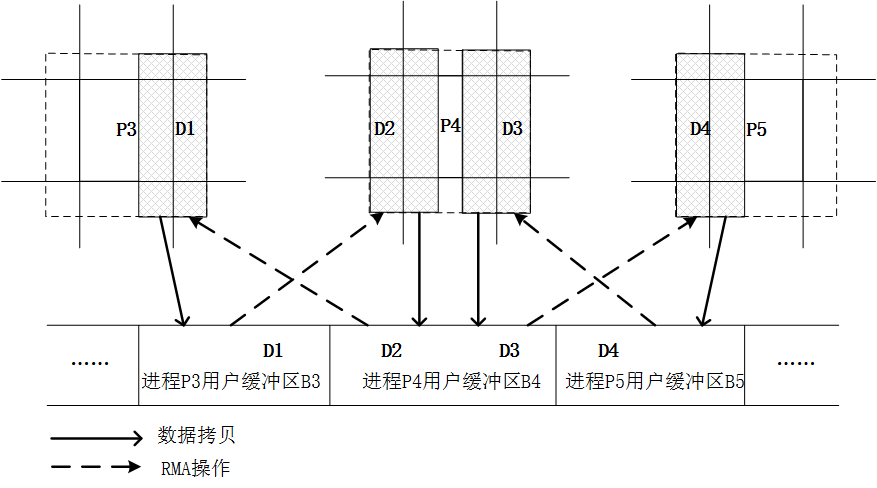 P3 D1 D2 P4 D3 D4 P5
D1 D2 D3 D4
…… 进程P3用户缓冲区B3 进程P4用户缓冲区B4 进程P5用户缓冲区B5 ……
数据拷贝
RMA操作